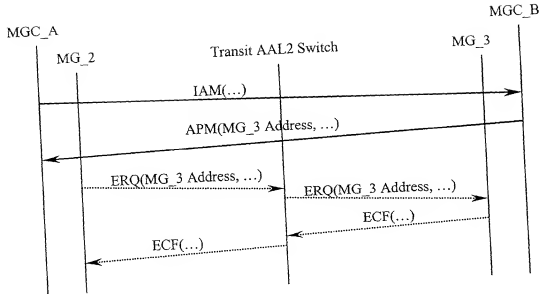 MGC_A
MGC_B
MG_2
Transit AAL2 Switch
MG_3
IAM(…)
APM(MG_3 Address, …)
ERQ(MG_3 Address, …)
ERQ(MG_3 Address, …)
ECF(…)
ECF(…)